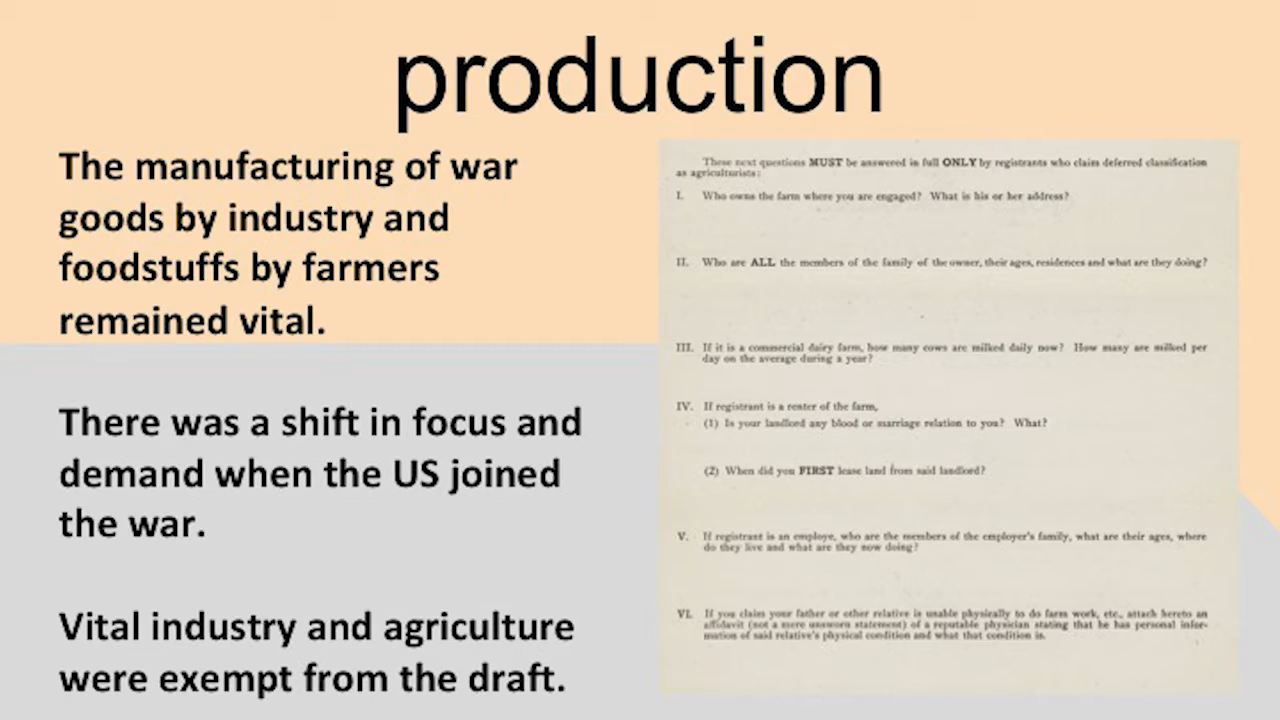 production
The manufacturing of war
goods by industry and
foodstuffs by farmers
remained vital.
There was a shift in focus and
demand when the US joined
the war.
Vital industry and agriculture
were exempt from the draft.
These next questions MUST be answered in full ONLY by registrants who claim deferred classification
as agriculturists:
I. Who owns the farm where you are engaged? What is his or her address?
II. Who are ALL the members of the family of the owner, their ages, residences and what are they doing?
III. If it is a commercial dairy farm, how many cows are milked daily now? How many are milked per
day on the average during a year?
IV. If registrant is a renter of the farm,
(1) Is your landlord any blood or marriage relation to you? What?
(2) When did you FIRST lease land from said landlord?
V. If registrant is an employe, who are the members of the employer's family, what are their ages, where
do they live and what are they now doing?
VI. If you claim your father or other relative is unable physically to do farm work, etc., attach hereto an
affidavit (not a mere unsworn statement) of a reputable physician stating that he has personal infor-
mation of said relative's physical condition and what that condition is.